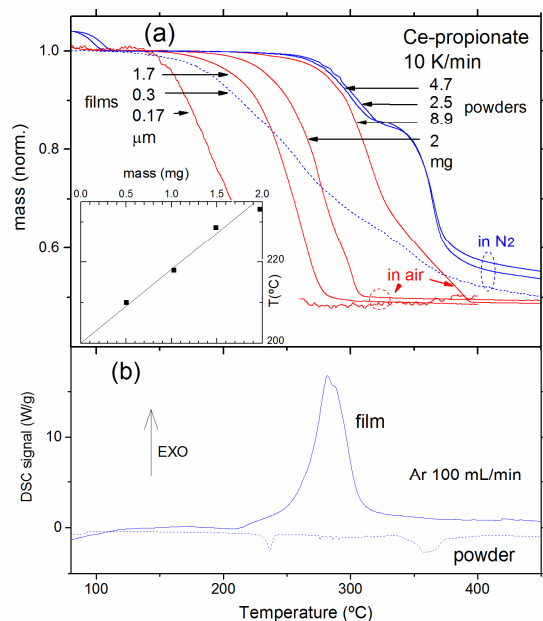 (a)
Ce-propionate
10 K/min
1.7
0.3
0.17
films
μm
4.7
2.5
8.9
powders
2
mg
mass (norm.)
1.0
0.8
0.6
mass (mg)
0.0 0.5 1.0 1.5 2.0
220
200
T(ºC)
in N2
in air
(b)
DSC signal (W/g)
10
0
EXO
film
Ar 100 mL/min
powder
100 200 300 400
Temperature (ºC)